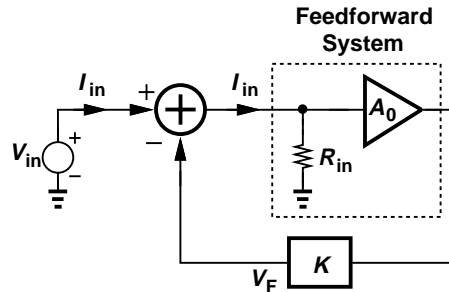 Feedforward
System
I_in
+
I_in
+
−
A_0
V_in
+
−
R_in
V_F
K